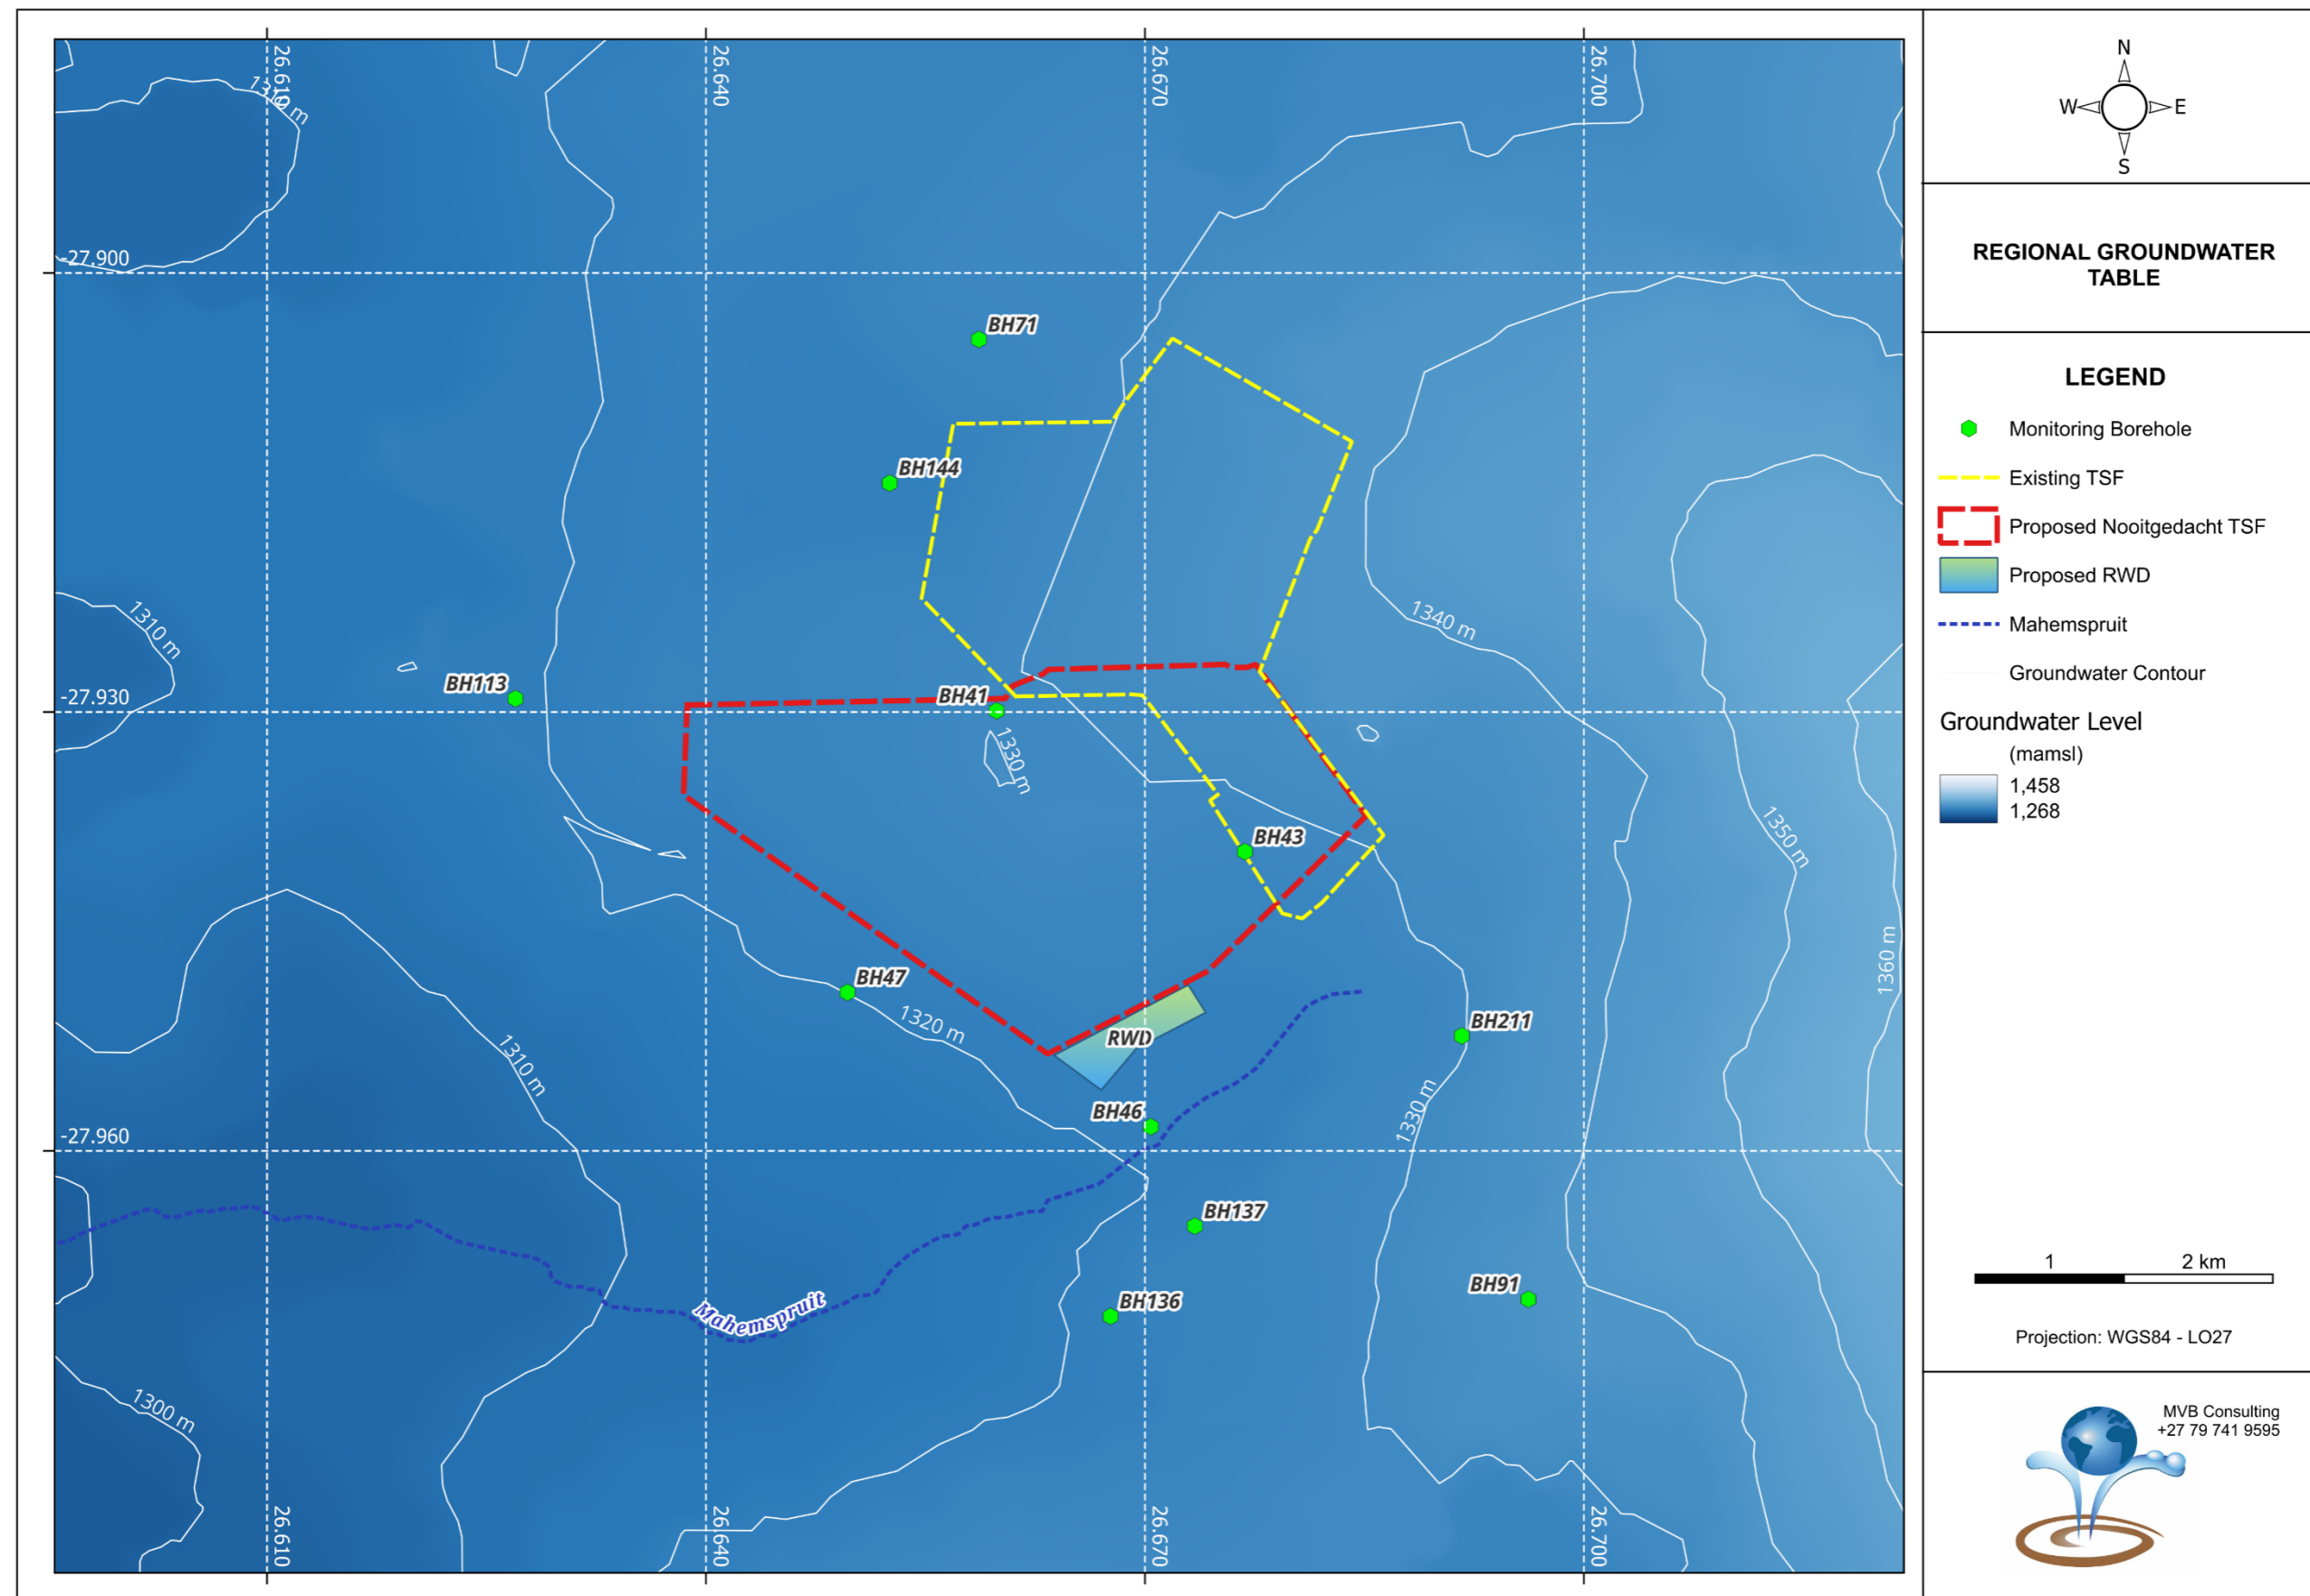 26.610
26.640
26.670
26.700
1310 m
-27.900
BH71
BH144
1310 m
1340 m
BH113
BH41
-27.930
1330 m
BH43
1350 m
1360 m
BH47
1320 m
RWD
BH211
1310 m
BH46
1330 m
-27.960
BH137
BH91
BH136
Mahemspruit
1300 m
26.610
26.640
26.670
26.700
N
W
E
S
REGIONAL GROUNDWATER
TABLE
LEGEND
Monitoring Borehole
Existing TSF
Proposed Nooitgedacht TSF
Proposed RWD
Mahemspruit
Groundwater Contour
Groundwater Level
(mamsl)
1,458
1,268
1 2 km
Projection: WGS84 - LO27
MVB Consulting
+27 79 741 9595